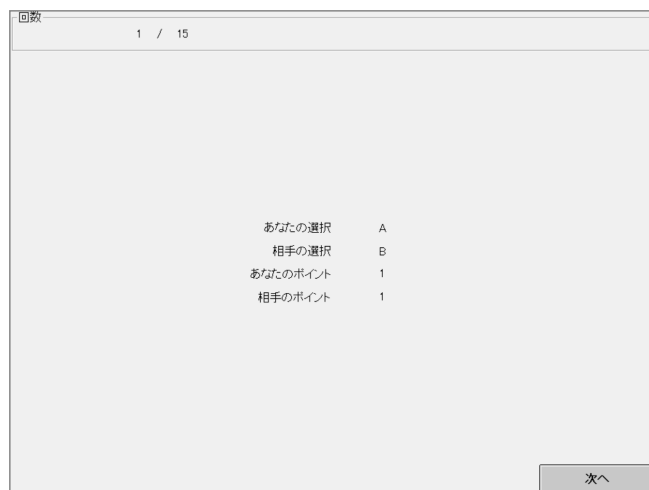 回数
1 / 15
あなたの選択 A
相手の選択 B
あなたのポイント 1
相手のポイント 1
次へ